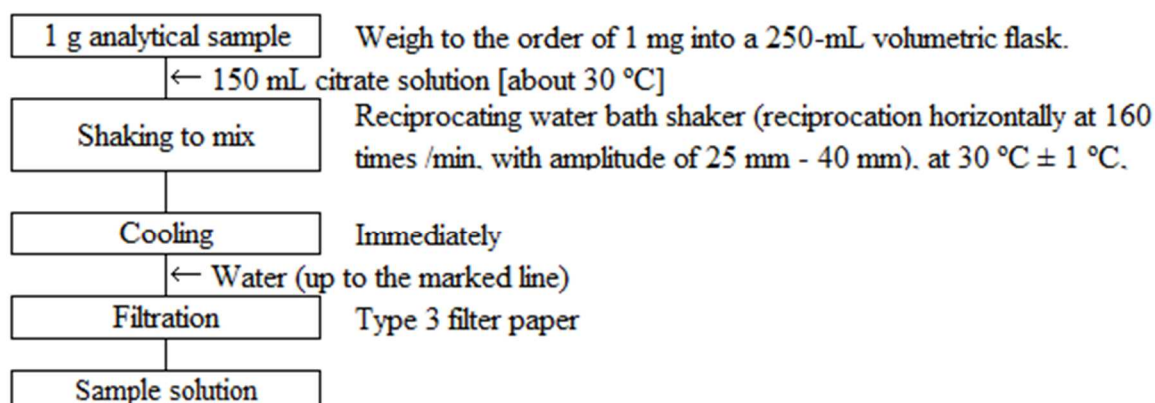 1 g analytical sample Weigh to the order of 1 mg into a 250-mL volumetric flask.
← 150 mL citrate solution [about 30 ºC]
Shaking to mix
Reciprocating water bath shaker (reciprocation horizontally at 160
times /min, with amplitude of 25 mm - 40 mm), at 30 ºC ± 1 ºC,
Cooling Immediately
← Water (up to the marked line)
Filtration Type 3 filter paper
Sample solution